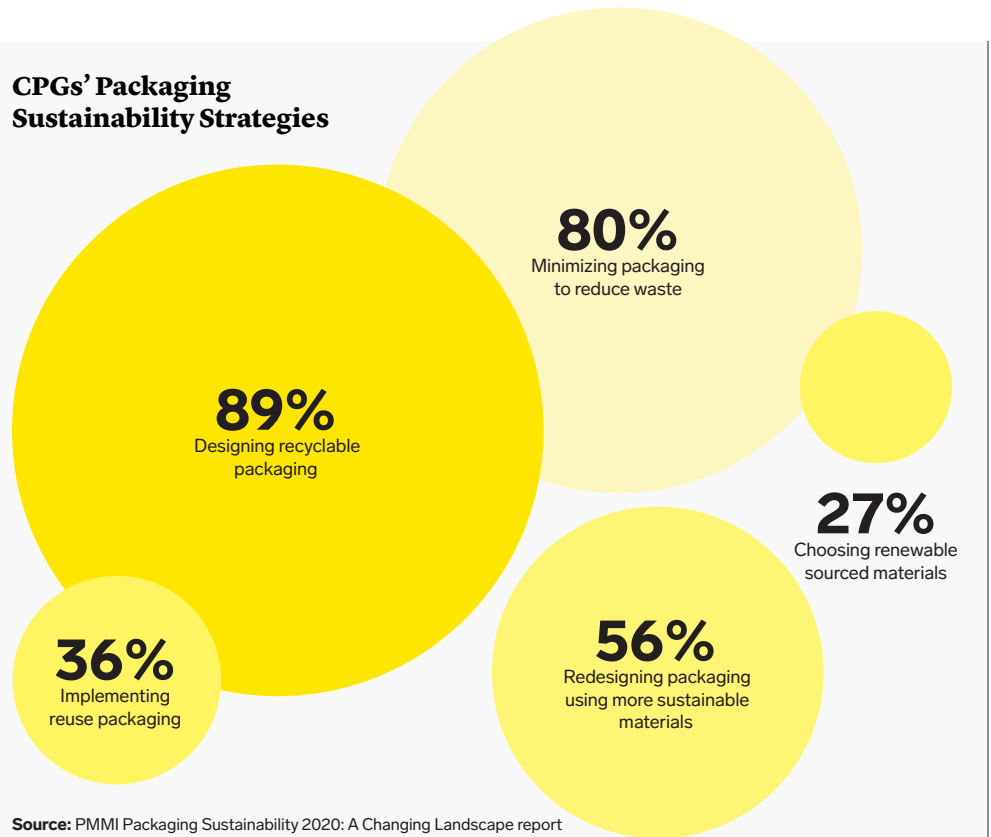 CPGs’ Packaging
Sustainability Strategies
80%
Minimizing packaging
to reduce waste
89%
Designing recyclable
packaging
27%
Choosing renewable
sourced materials
36%
Implementing
reuse packaging
56%
Redesigning packaging
using more sustainable
materials
Source: PMMI Packaging Sustainability 2020: A Changing Landscape report